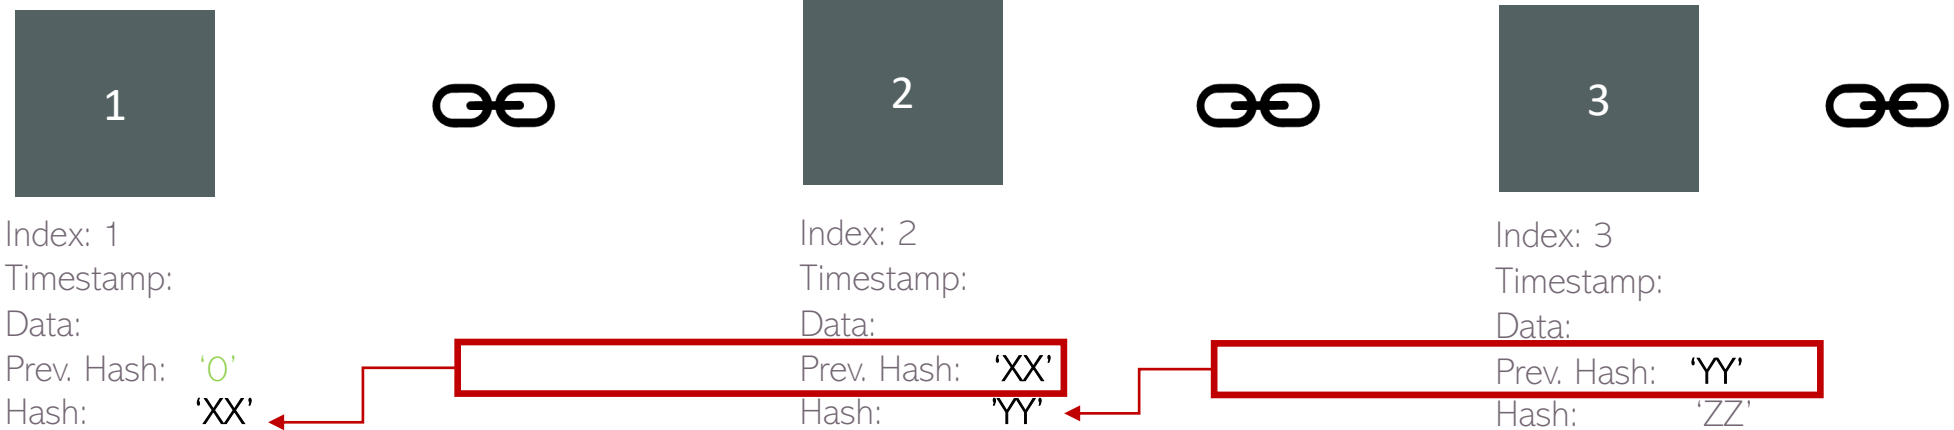 1
Index: 1
Timestamp:
Data:
Prev. Hash: ‘0’
Hash: ‘XX’
2
Index: 2
Timestamp:
Data:
Prev. Hash: ‘XX’
Hash: ’YY’
3
Index: 3
Timestamp:
Data:
Prev. Hash: ‘YY’
Hash: ‘ZZ’